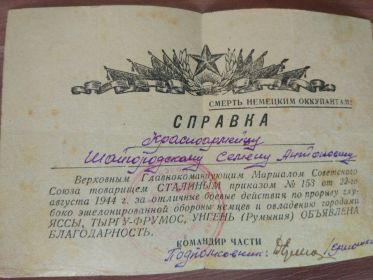 СМЕРТЬ НЕМЕЦКИМ ОККУПАНТАМ!
СПРАВКА
Красноармейцу
Шайгородскому Семену Антоновичу
Верховным Главнокомандующим Маршалом Советского
Союза товарищем СТАЛИНЫМ приказом № 153 от 22-го
августа 1944 г. за отличные боевые действия по прорыву глу-
боко эшелонированной обороны немцев и овладению городами
ЯССЫ, ТЫРГУ-ФРУМОС, УНГЕНЬ (Румыния) ОБЪЯВЛЕНА
БЛАГОДАРНОСТЬ.
КОМАНДИР ЧАСТИ
Подполковник: